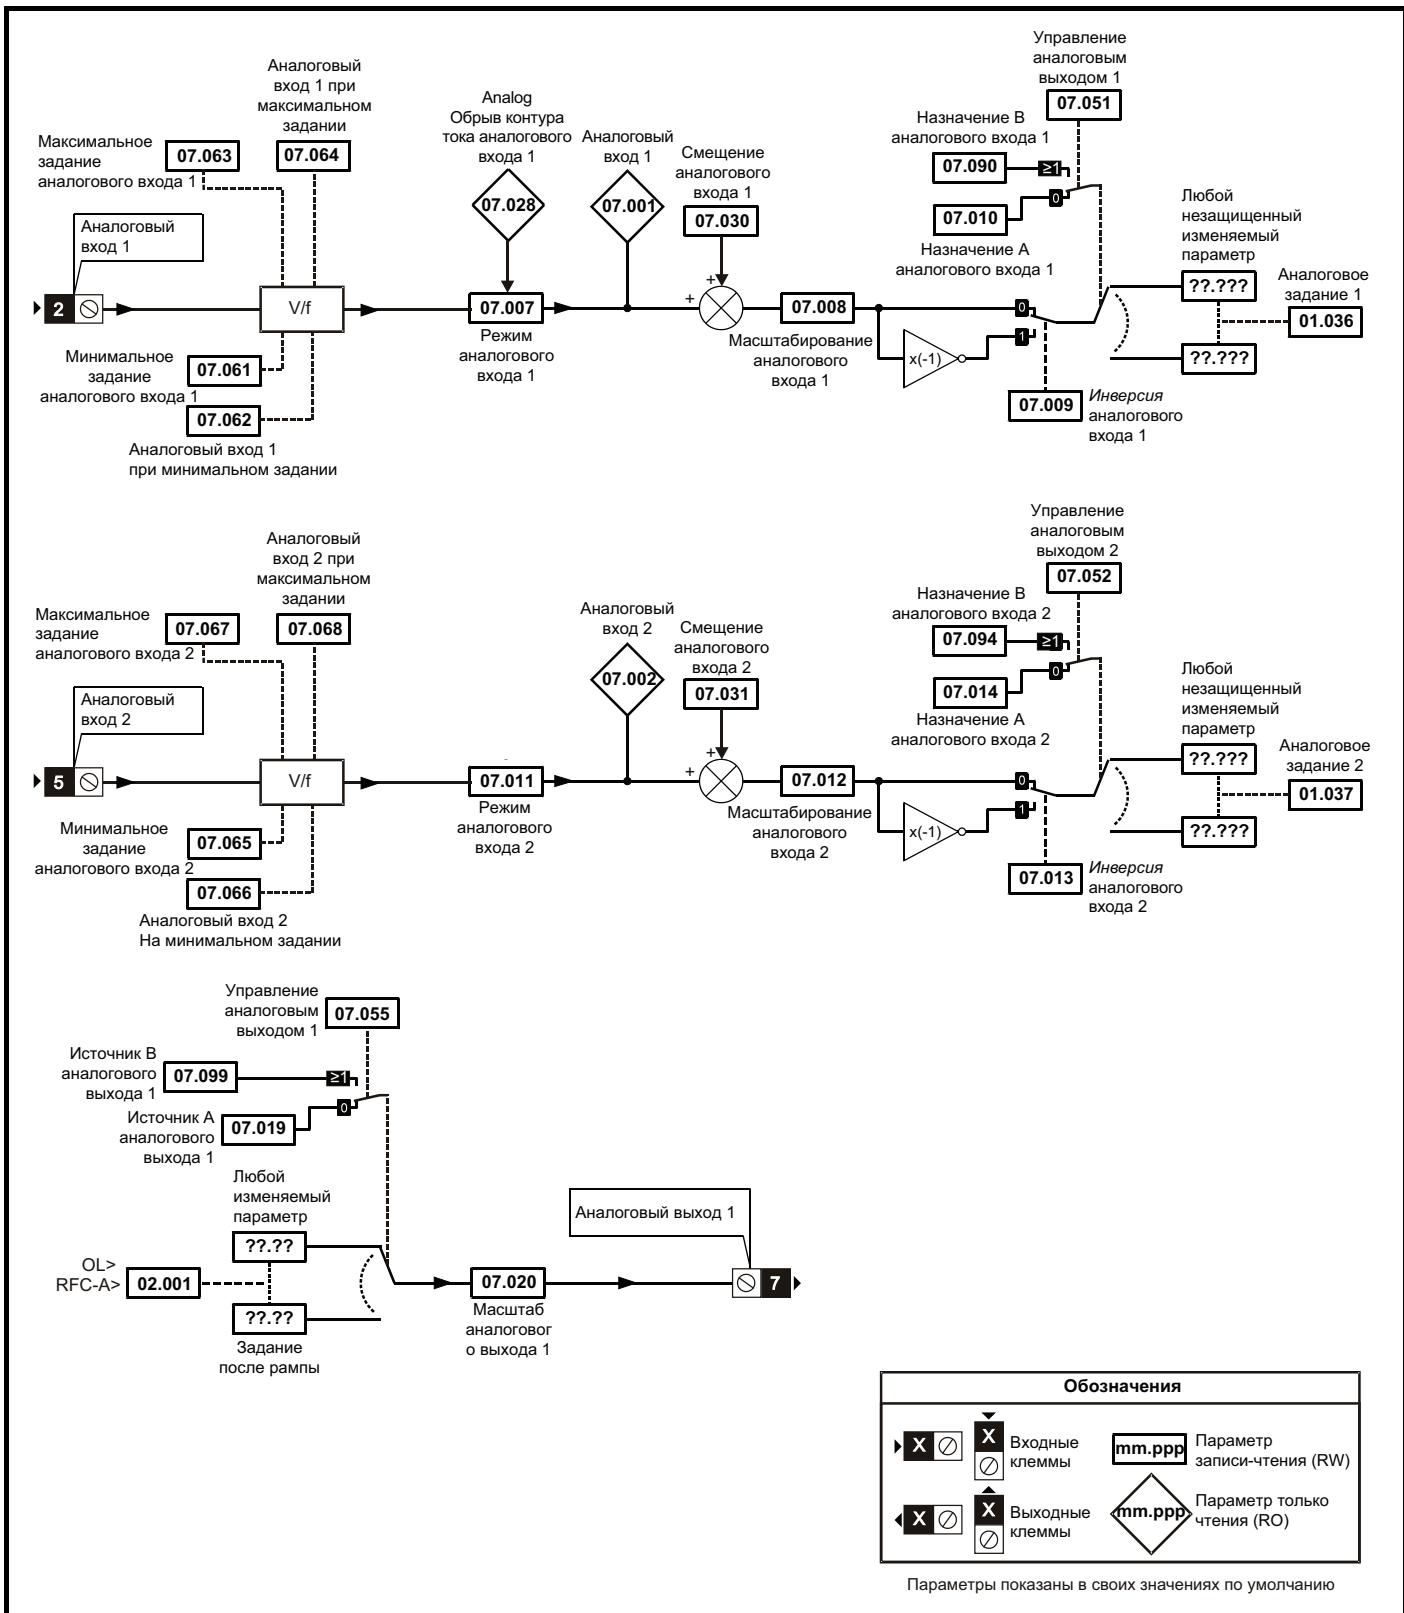 Аналоговый
вход 1 при
максимальном
задании
07.064
Максимальное
задание
аналогового входа 1
07.063
Analog
Обрыв контура
тока аналогового
входа 1
07.028
Аналоговый
вход 1
07.001
Смещение
аналогового
входа 1
07.030
Управление
аналоговым
выходом 1
07.051
Назначение B
аналогового входа 1
07.090
≥1
0
07.010
Назначение A
аналогового входа 1
Любой
незащищенный
изменяемый
параметр
??.???
??.???
Аналоговое
задание 1
01.036
Аналоговый
вход 1
2
V/f
07.007
Режим
аналогового
входа 1
+
+
07.008
Масштабирование
аналогового
входа 1
x(-1)
0
1
07.009
Инверсия
аналогового
входа 1
Минимальное
задание
аналогового входа 1
07.061
07.062
Аналоговый вход 1
при минимальном задании
Аналоговый
вход 2 при
максимальном
задании
07.068
Максимальное
задание
аналогового входа 2
07.067
Аналоговый
вход 2
07.002
Смещение
аналогового
входа 2
07.031
Управление
аналоговым
выходом 2
07.052
Назначение B
аналогового входа 2
07.094
≥1
0
07.014
Назначение A
аналогового входа 2
Любой
незащищенный
изменяемый
параметр
??.???
??.???
Аналоговое
задание 2
01.037
Аналоговый
вход 2
5
V/f
07.011
Режим
аналогового
входа 2
+
+
07.012
Масштабирование
аналогового
входа 2
x(-1)
0
1
07.013
Инверсия
аналогового
входа 2
Минимальное
задание
аналогового входа 2
07.065
07.066
Аналоговый вход 2
На минимальном задании
Управление
аналоговым
выходом 1
07.055
Источник B
аналогового
выхода 1
07.099
≥1
0
Источник A
аналогового
выхода 1
07.019
Любой
изменяемый
параметр
??.??
OL>
RFC-A>
02.001
??.??
Задание
после рампы
07.020
Масштаб
аналоговог
о выхода 1
Аналоговый выход 1
7
Обозначения
X
X
Входные
клеммы
mm.ppp
Параметр
записи-чтения (RW)
X
X
Выходные
клеммы
mm.ppp
Параметр только
чтения (RO)
Параметры показаны в своих значениях по умолчанию